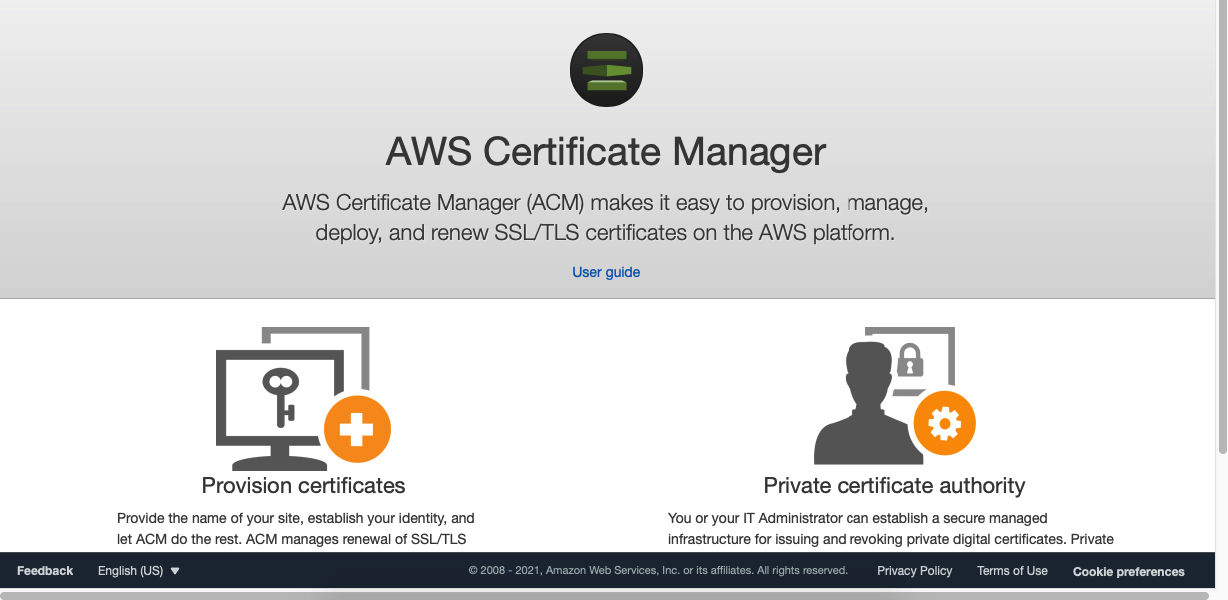 AWS Certificate Manager
AWS Certificate Manager (ACM) makes it easy to provision, manage,
deploy, and renew SSL/TLS certificates on the AWS platform.
User guide
Provision certificates
Provide the name of your site, establish your identity, and
let ACM do the rest. ACM manages renewal of SSL/TLS
Private certificate authority
You or your IT Administrator can establish a secure managed
infrastructure for issuing and revoking private digital certificates. Private
Feedback English (US) © 2008 - 2021, Amazon Web Services, Inc. or its affiliates. All rights reserved. Privacy Policy Terms of Use Cookie preferences